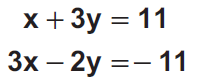 x + 3y = 11
3x – 2y = – 11